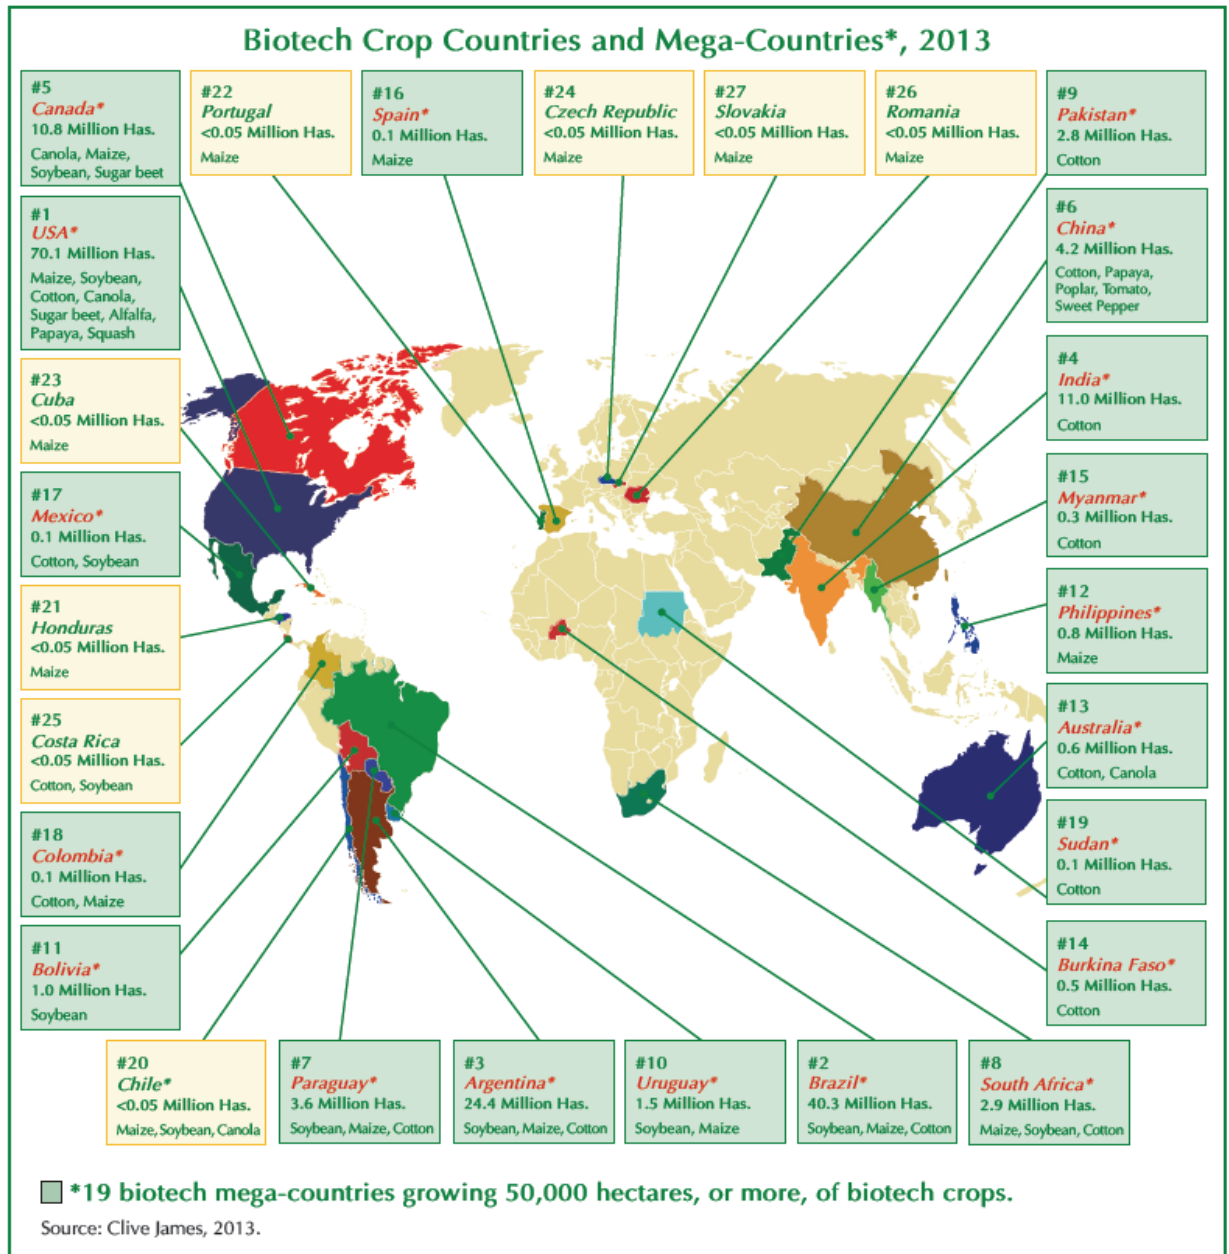 Biotech Crop Countries and Mega-Countries*, 2013
#5
Canada*
10.8 Million Has.
Canola, Maize,
Soybean, Sugar beet
#22
Portugal
<0.05 Million Has.
Maize
#16
Spain*
0.1 Million Has.
Maize
#24
Czech Republic
<0.05 Million Has.
Maize
#27
Slovakia
<0.05 Million Has.
Maize
#26
Romania
<0.05 Million Has.
Maize
#9
Pakistan*
2.8 Million Has.
Cotton
#1
USA*
70.1 Million Has.
Maize, Soybean,
Cotton, Canola,
Sugar beet, Alfalfa,
Papaya, Squash
#6
China*
4.2 Million Has.
Cotton, Papaya,
Poplar, Tomato,
Sweet Pepper
#23
Cuba
<0.05 Million Has.
Maize
#4
India*
11.0 Million Has.
Cotton
#17
Mexico*
0.1 Million Has.
Cotton, Soybean
#15
Myanmar*
0.3 Million Has.
Cotton
#21
Honduras
<0.05 Million Has.
Maize
#12
Philippines*
0.8 Million Has.
Maize
#25
Costa Rica
<0.05 Million Has.
Cotton, Soybean
#13
Australia*
0.6 Million Has.
Cotton, Canola
#18
Colombia*
0.1 Million Has.
Cotton, Maize
#19
Sudan*
0.1 Million Has.
Cotton
#11
Bolivia*
1.0 Million Has.
Soybean
#14
Burkina Faso*
0.5 Million Has.
Cotton
#20
Chile*
<0.05 Million Has.
Maize, Soybean, Canola
#7
Paraguay*
3.6 Million Has.
Soybean, Maize, Cotton
#3
Argentina*
24.4 Million Has.
Soybean, Maize, Cotton
#10
Uruguay*
1.5 Million Has.
Soybean, Maize
#2
Brazil*
40.3 Million Has.
Soybean, Maize, Cotton
#8
South Africa*
2.9 Million Has.
Maize, Soybean, Cotton
*19 biotech mega-countries growing 50,000 hectares, or more, of biotech crops.
Source: Clive James, 2013.